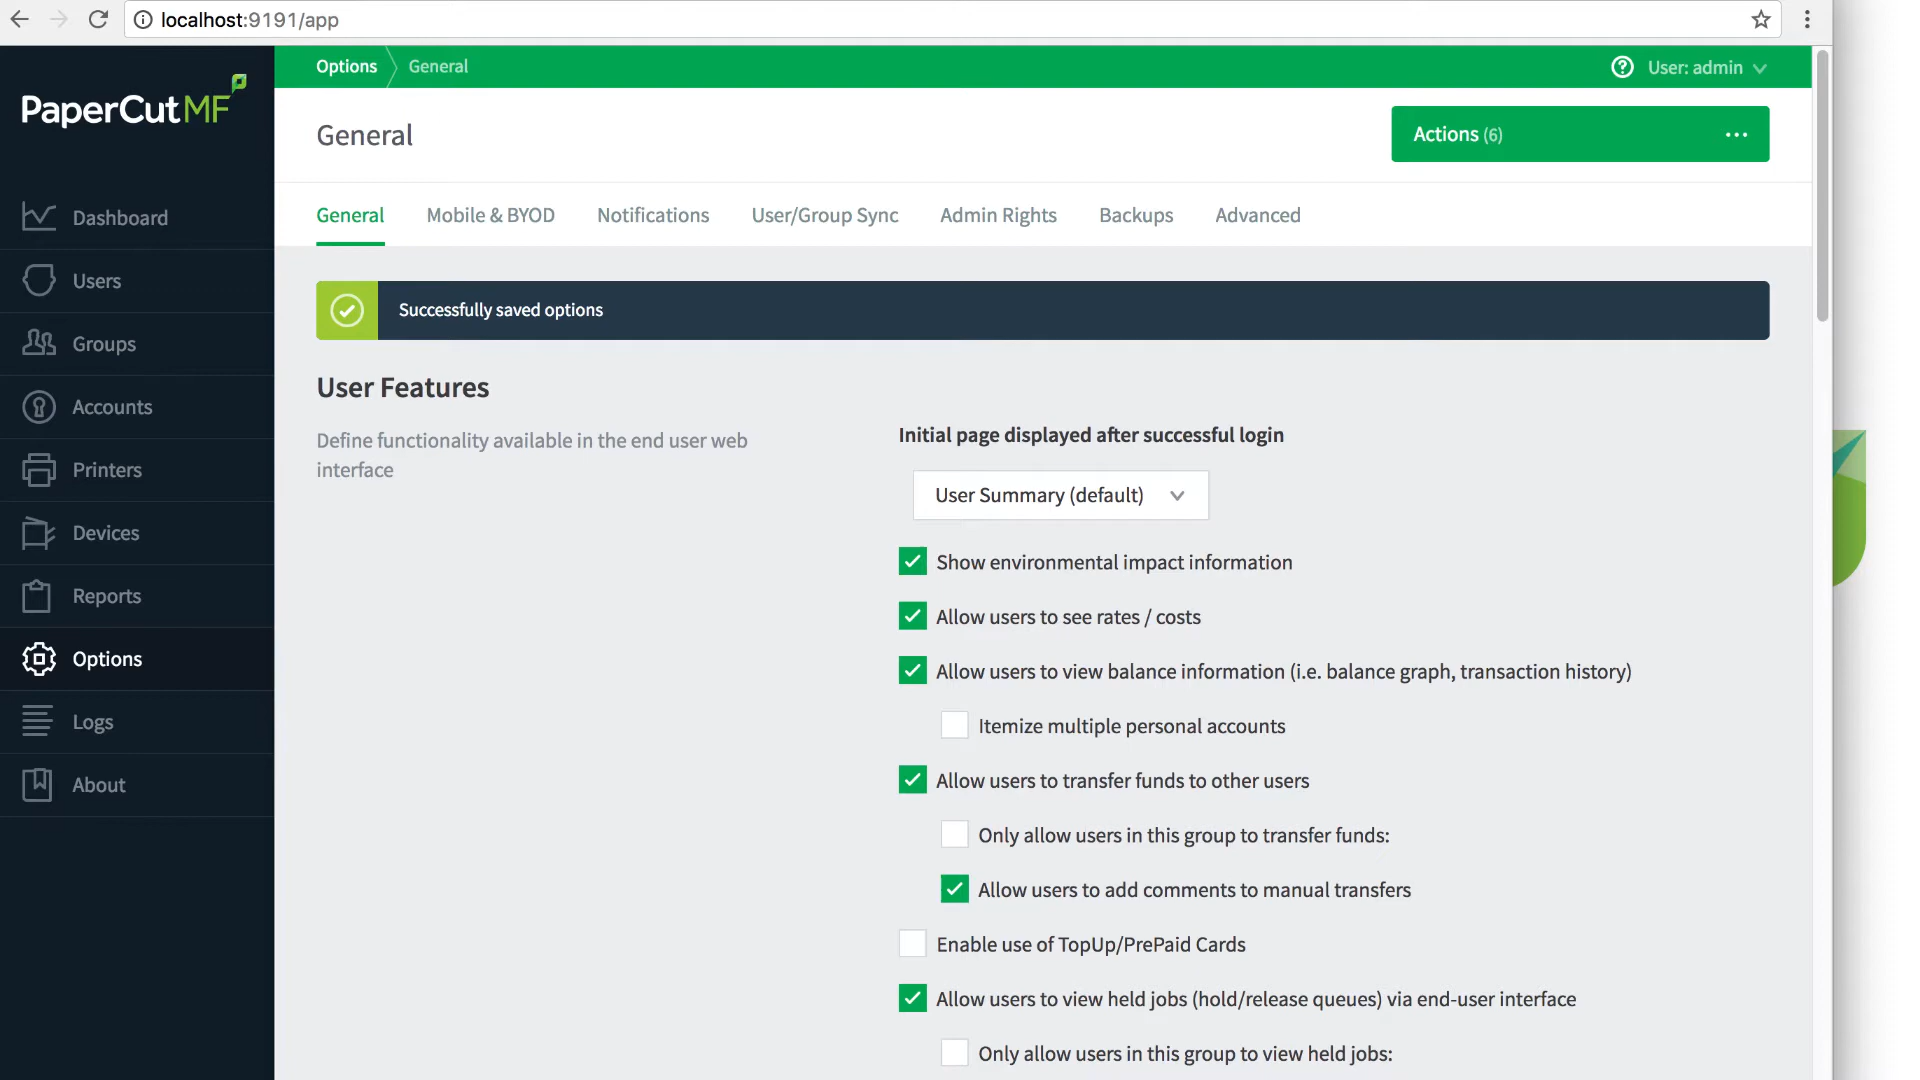 localhost:9191/app
PaperCutMF
Options
General
User: admin
General
Actions (6)
General
Mobile & BYOD
Notifications
User/Group Sync
Admin Rights
Backups
Advanced
Dashboard
Users
Groups
Accounts
Printers
Devices
Reports
Options
Logs
About
Successfully saved options
User Features
Define functionality available in the end user web
interface
Initial page displayed after successful login
User Summary (default)
Show environmental impact information
Allow users to see rates / costs
Allow users to view balance information (i.e. balance graph, transaction history)
Itemize multiple personal accounts
Allow users to transfer funds to other users
Only allow users in this group to transfer funds:
Allow users to add comments to manual transfers
Enable use of TopUp/PrePaid Cards
Allow users to view held jobs (hold/release queues) via end-user interface
Only allow users in this group to view held jobs: